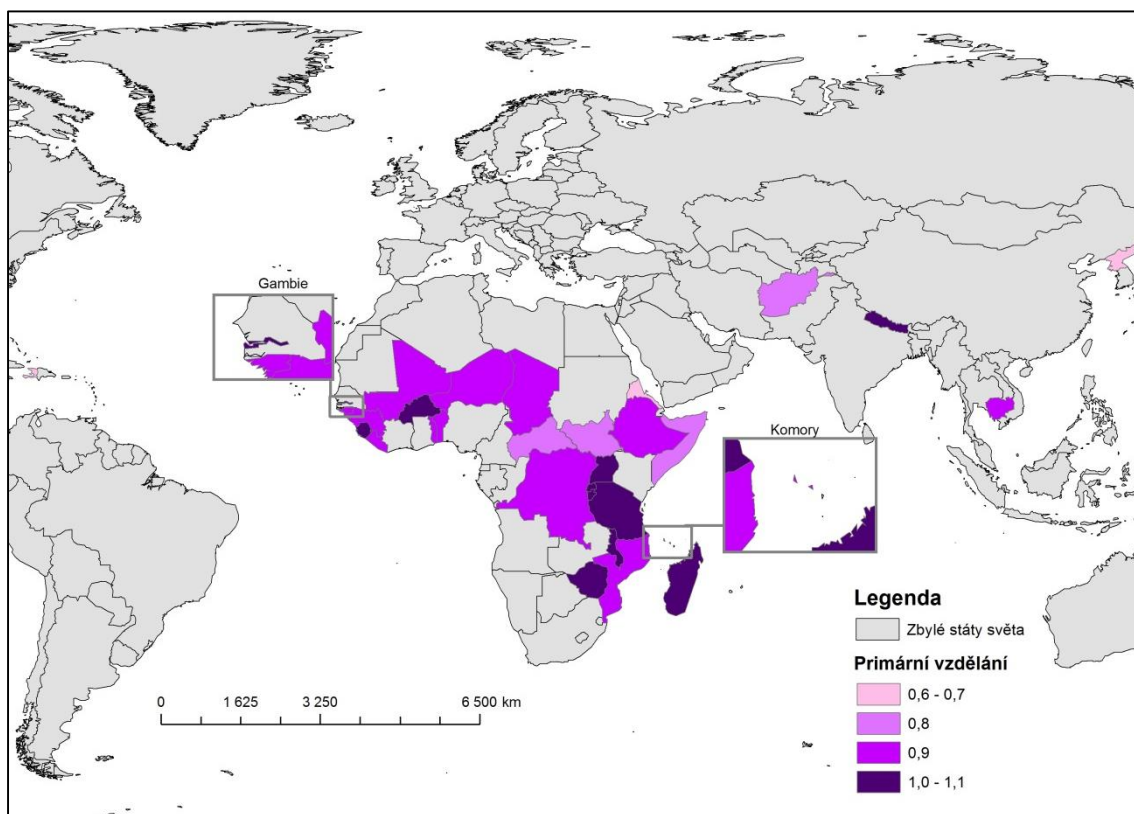 Gambie
Komory
Legenda
Zbylé státy světa
Primární vzdělání
0,6 - 0,7
0,8
0,9
1,0 - 1,1
0 1 625 3 250 6 500 km